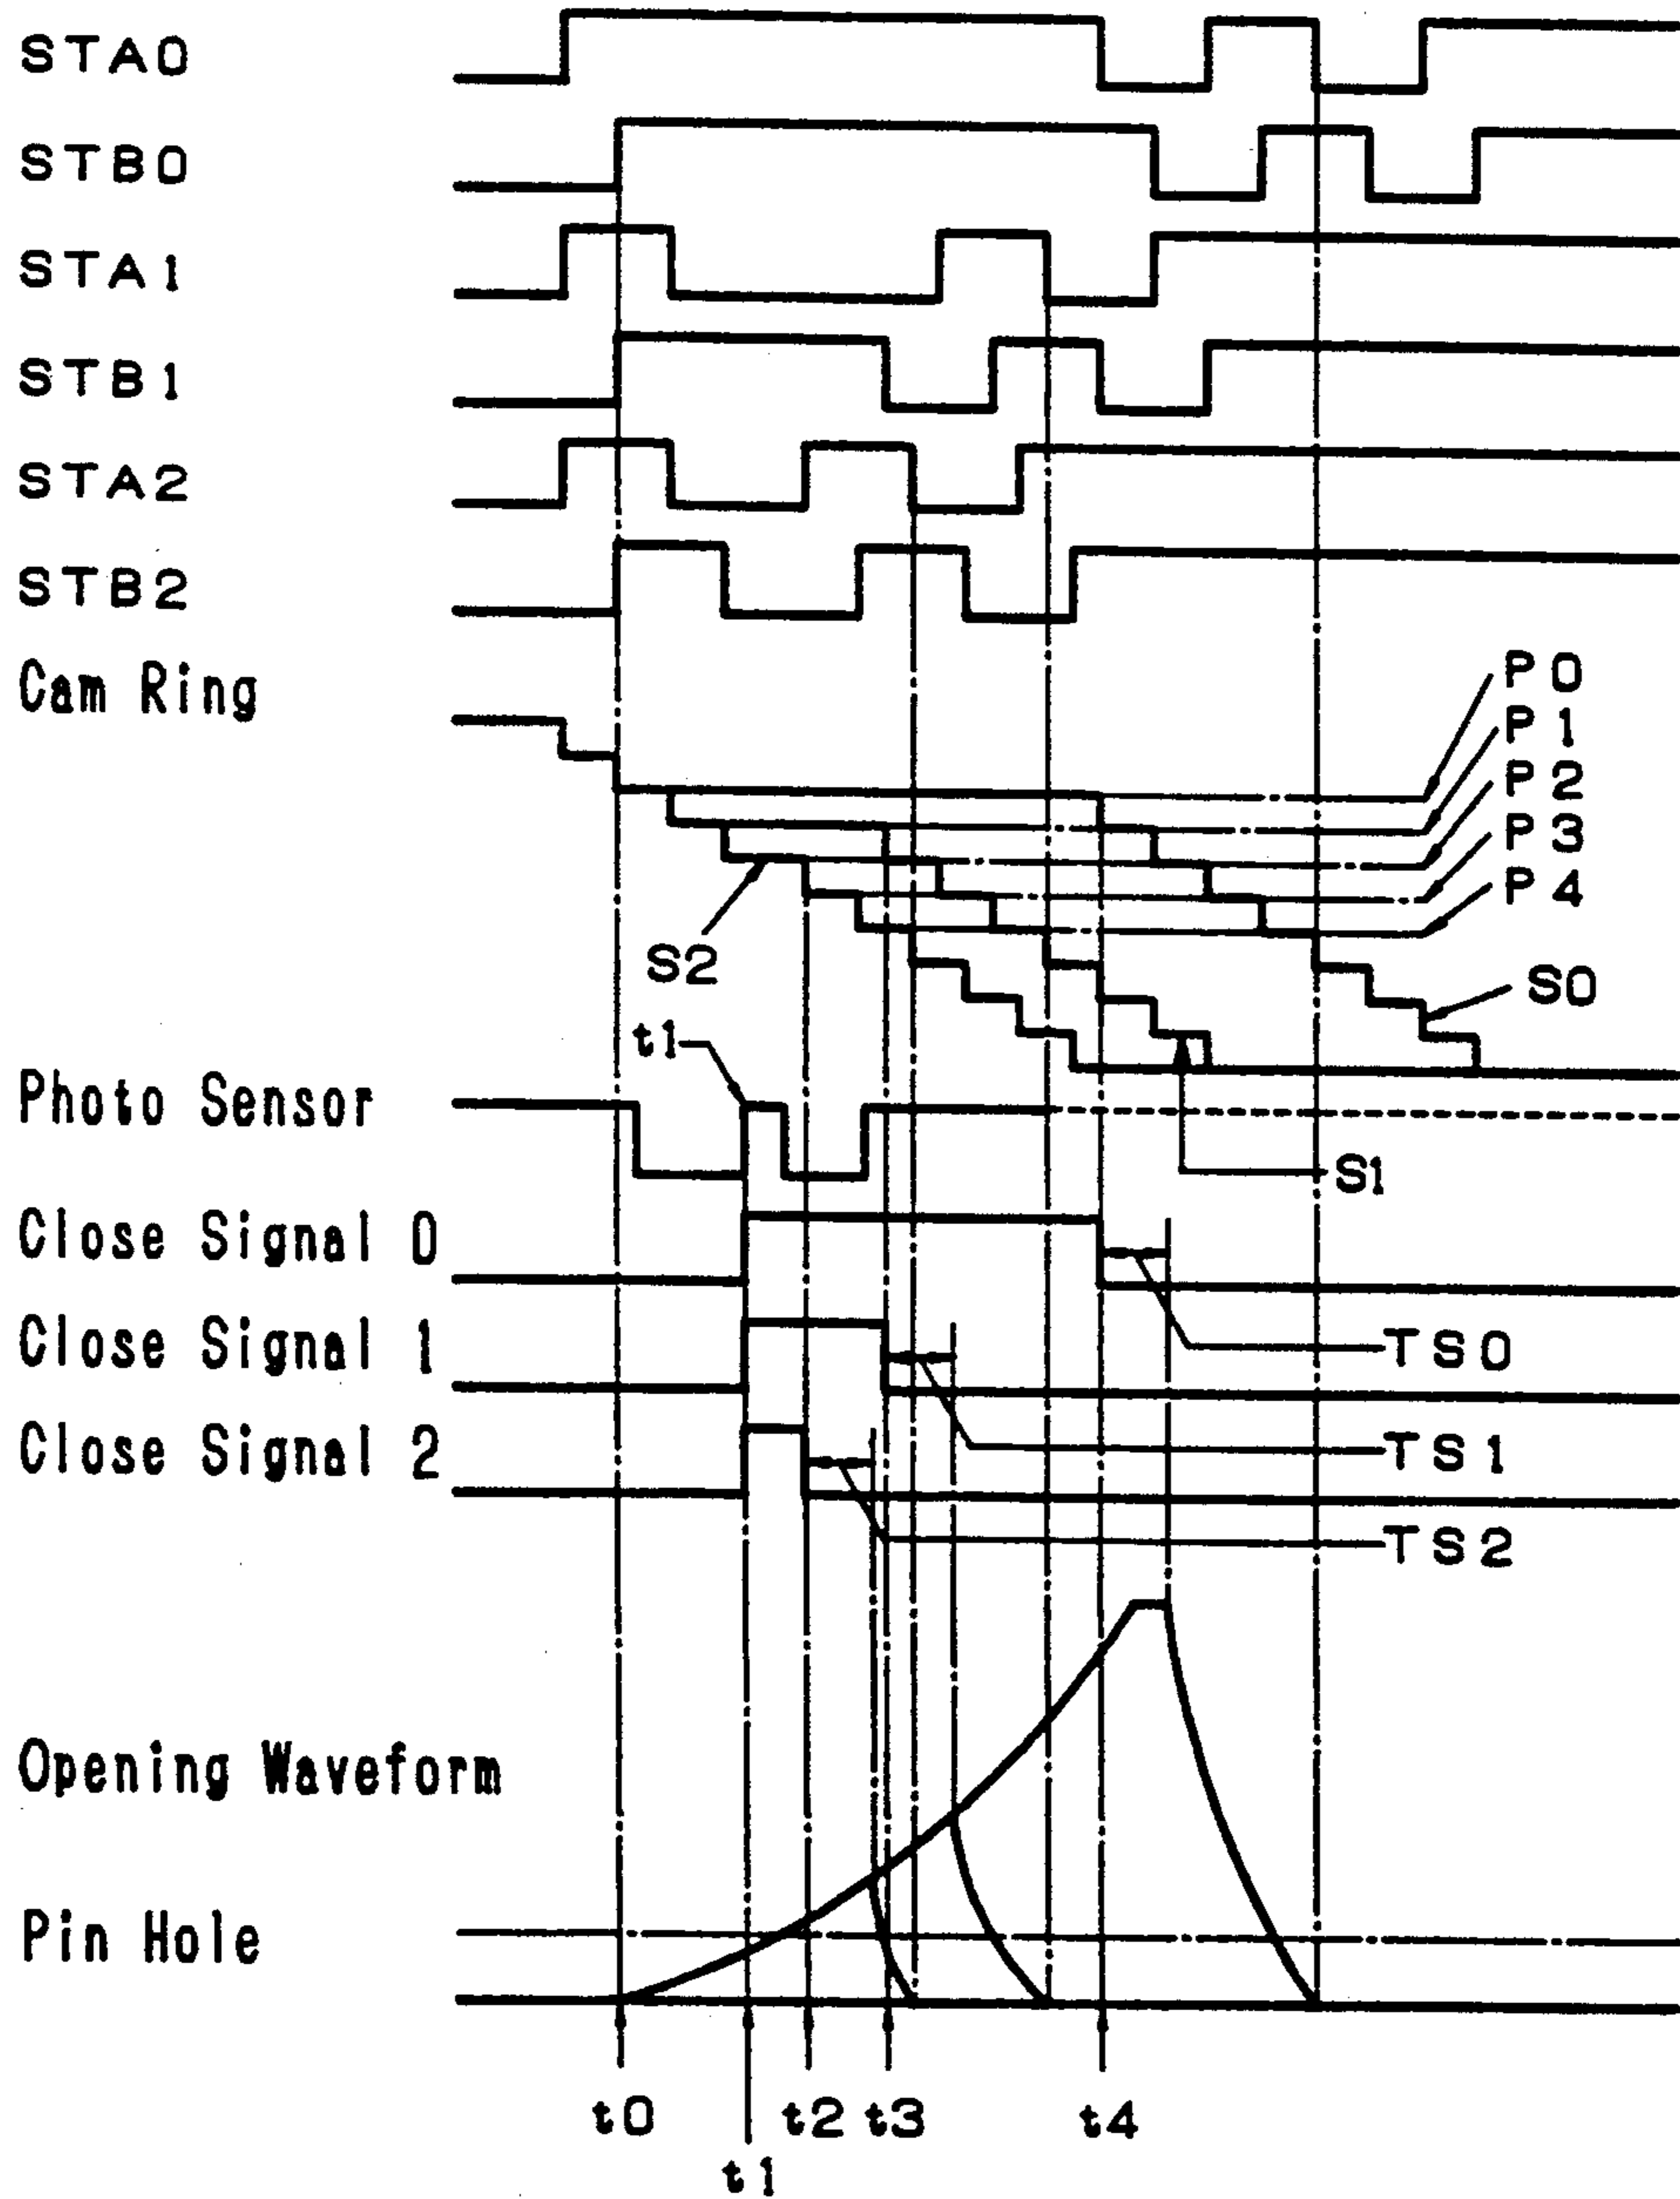 STA0
STB0
STA1
STB1
STA2
STB2
Cam Ring
P0
P1
P2
P3
P4
S2
S0
t1
Photo Sensor
S1
Close Signal 0
TS0
Close Signal 1
TS1
Close Signal 2
TS2
Opening Waveform
Pin Hole
t0
t2
t3
t4
t1